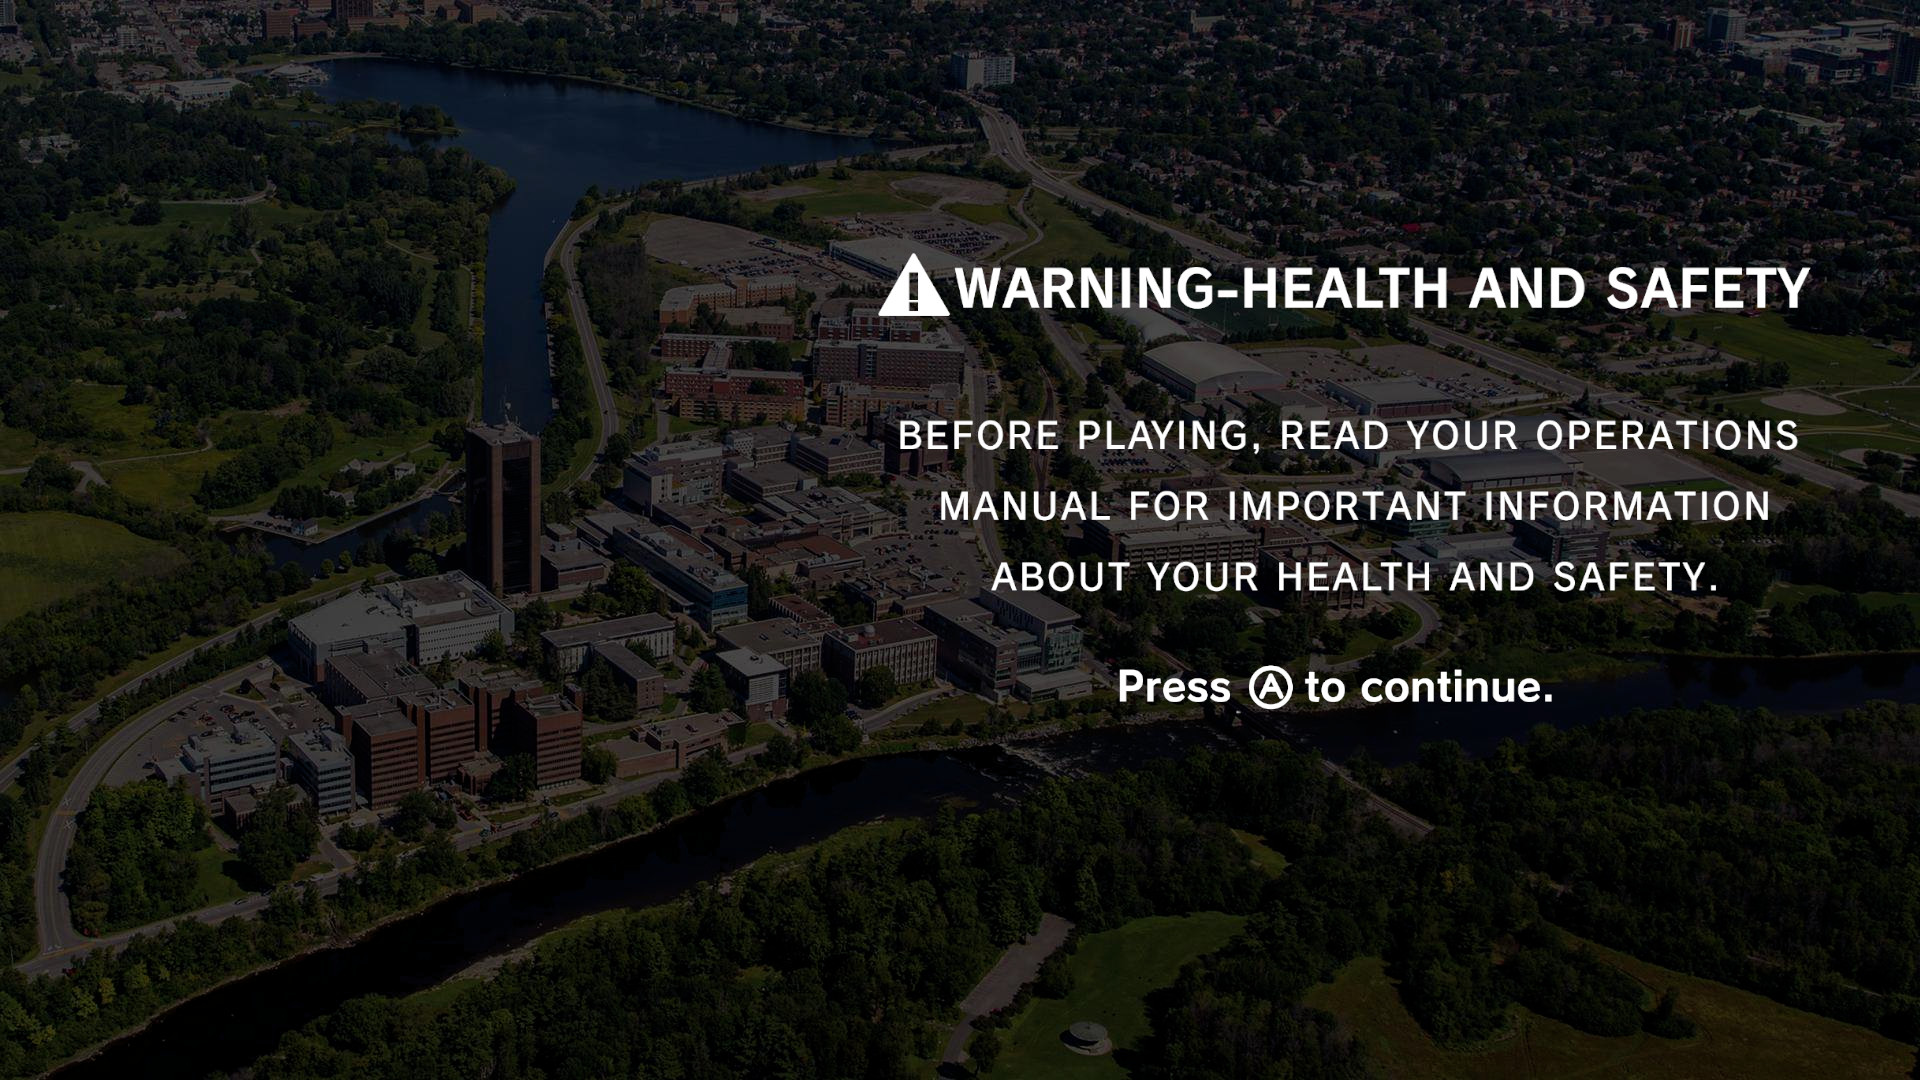 WARNING-HEALTH AND SAFETY
BEFORE PLAYING, READ YOUR OPERATIONS
MANUAL FOR IMPORTANT INFORMATION
ABOUT YOUR HEALTH AND SAFETY.
Press Ⓐ to continue.